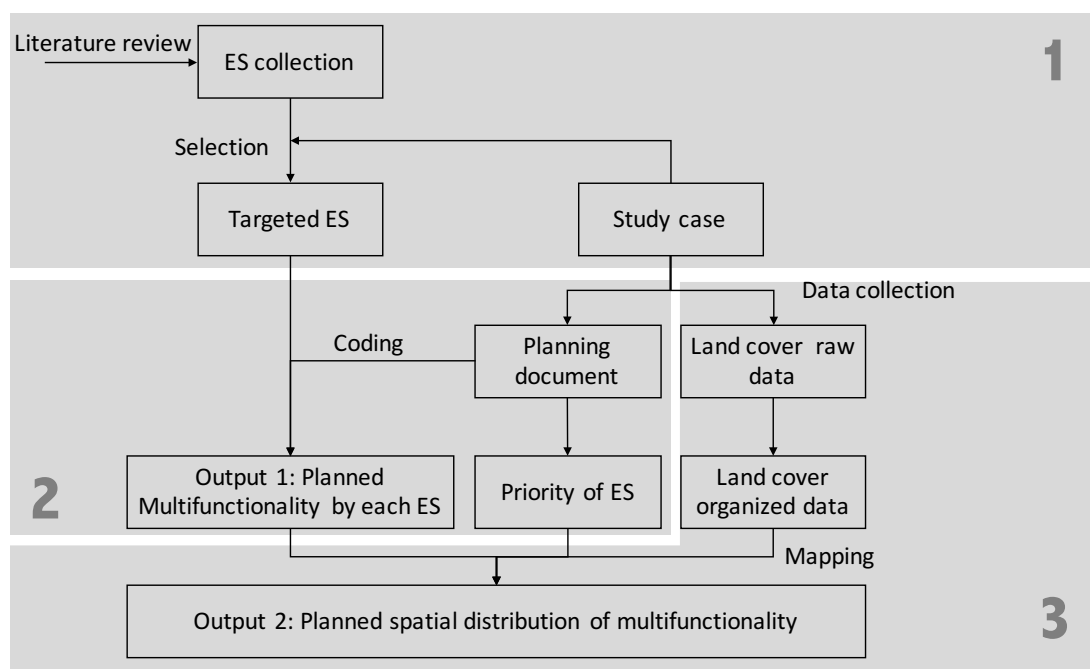 Literature review
ES collection
1
Selection
Targeted ES
Study case
Data collection
Coding
Planning
document
Land cover raw
data
2
Output 1: Planned
Multifunctionality by each ES
Priority of ES
Land cover
organized data
Mapping
Output 2: Planned spatial distribution of multifunctionality
3